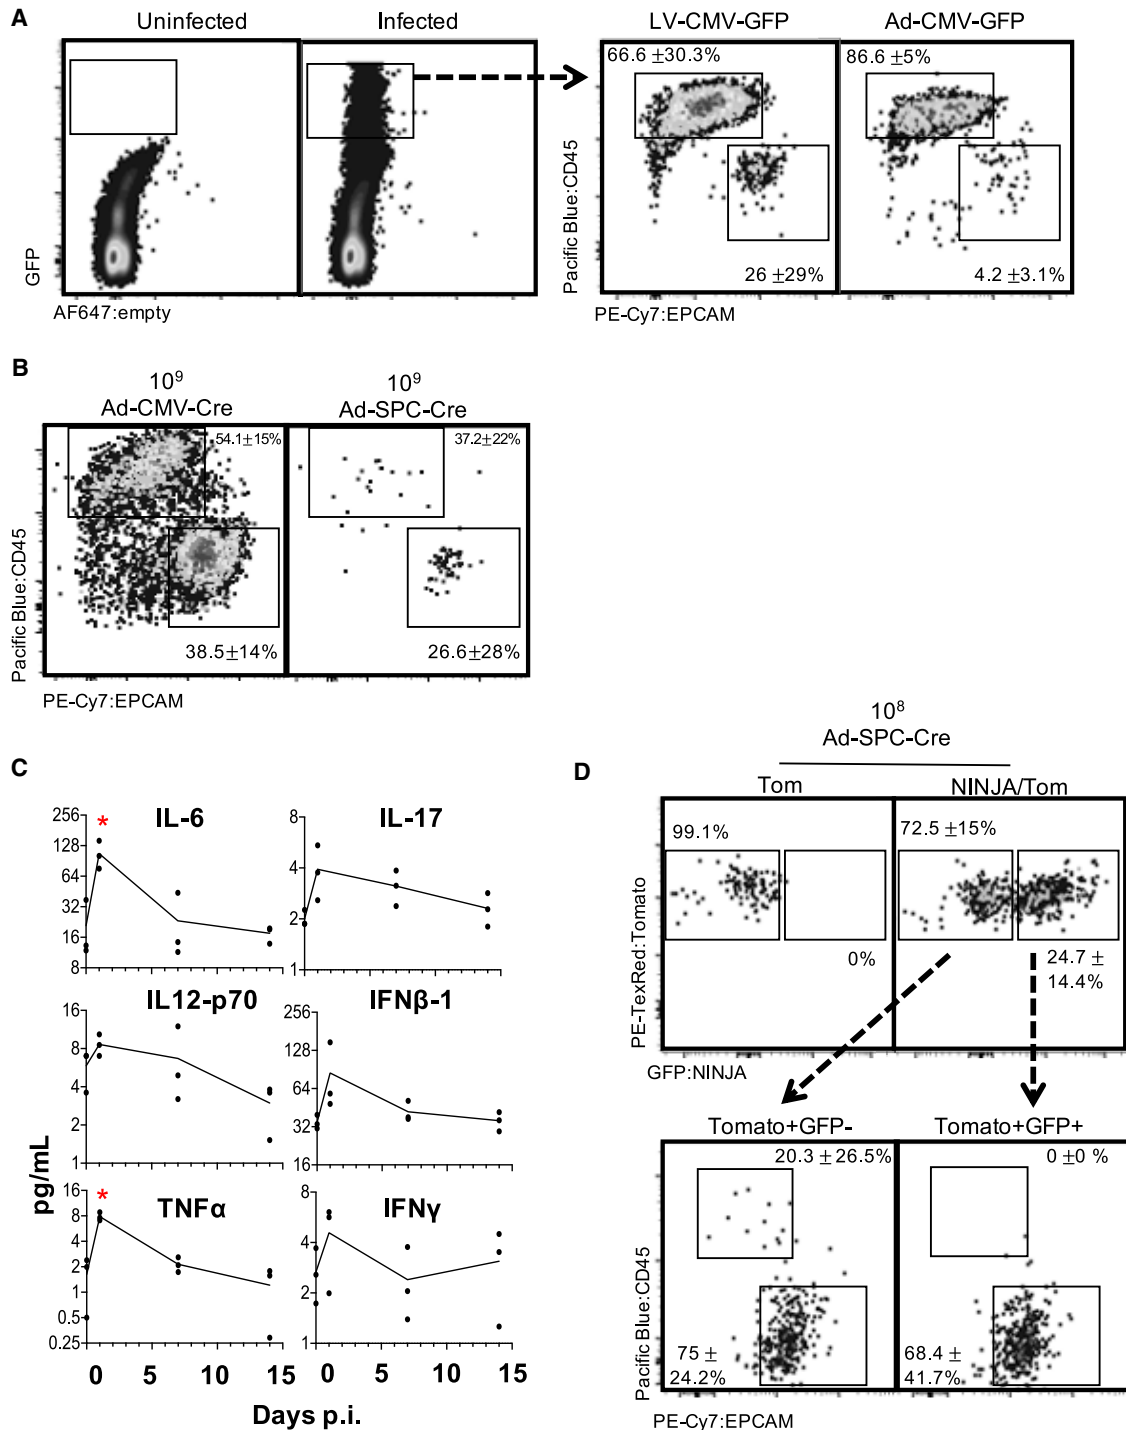 A
Uninfected
Infected
LV-CMV-GFP
Ad-CMV-GFP
66.6 ±30.3%
86.6 ±5%
GFP
Pacific Blue:CD45
26 ±29%
4.2 ±3.1%
AF647:empty
PE-Cy7:EPCAM
B
10⁹
Ad-CMV-Cre
10⁹
Ad-SPC-Cre
54.1±15%
37.2±22%
Pacific Blue:CD45
38.5±14%
26.6±28%
PE-Cy7:EPCAM
C
IL-6
*
256
128
64
32
16
8
IL-17
8
4
2
1
IL12-p70
16
8
4
2
1
IFNβ-1
256
128
64
32
16
pg/mL
TNFα
*
16
8
4
2
1
0.5
0.25
0 5 10 15
IFNγ
8
4
2
1
0 5 10 15
Days p.i.
D
10⁸
Ad-SPC-Cre
Tom
NINJA/Tom
99.1%
72.5 ±15%
PE-TexRed:Tomato
0%
24.7 ±
14.4%
GFP:NINJA
Tomato+GFP-
Tomato+GFP+
20.3 ±26.5%
0 ±0 %
Pacific Blue:CD45
75 ±
24.2%
68.4 ±
41.7%
PE-Cy7:EPCAM